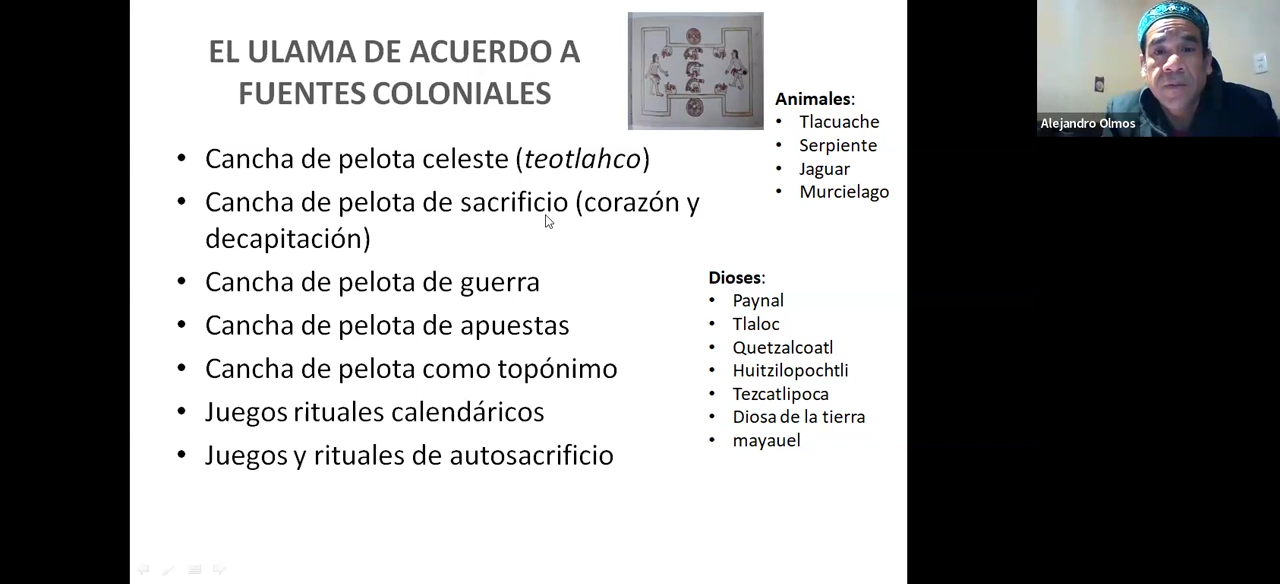 EL ULAMA DE ACUERDO A
FUENTES COLONIALES
• Cancha de pelota celeste (teotlahco)
• Cancha de pelota de sacrificio (corazón y
decapitación)
• Cancha de pelota de guerra
• Cancha de pelota de apuestas
• Cancha de pelota como topónimo
• Juegos rituales calendáricos
• Juegos y rituales de autosacrificio
Animales:
• Tlacuache
• Serpiente
• Jaguar
• Murcielago
Dioses:
• Paynal
• Tlaloc
• Quetzalcoatl
• Huitzilopochtli
• Tezcatlipoca
• Diosa de la tierra
• mayauel
Alejandro Olmos